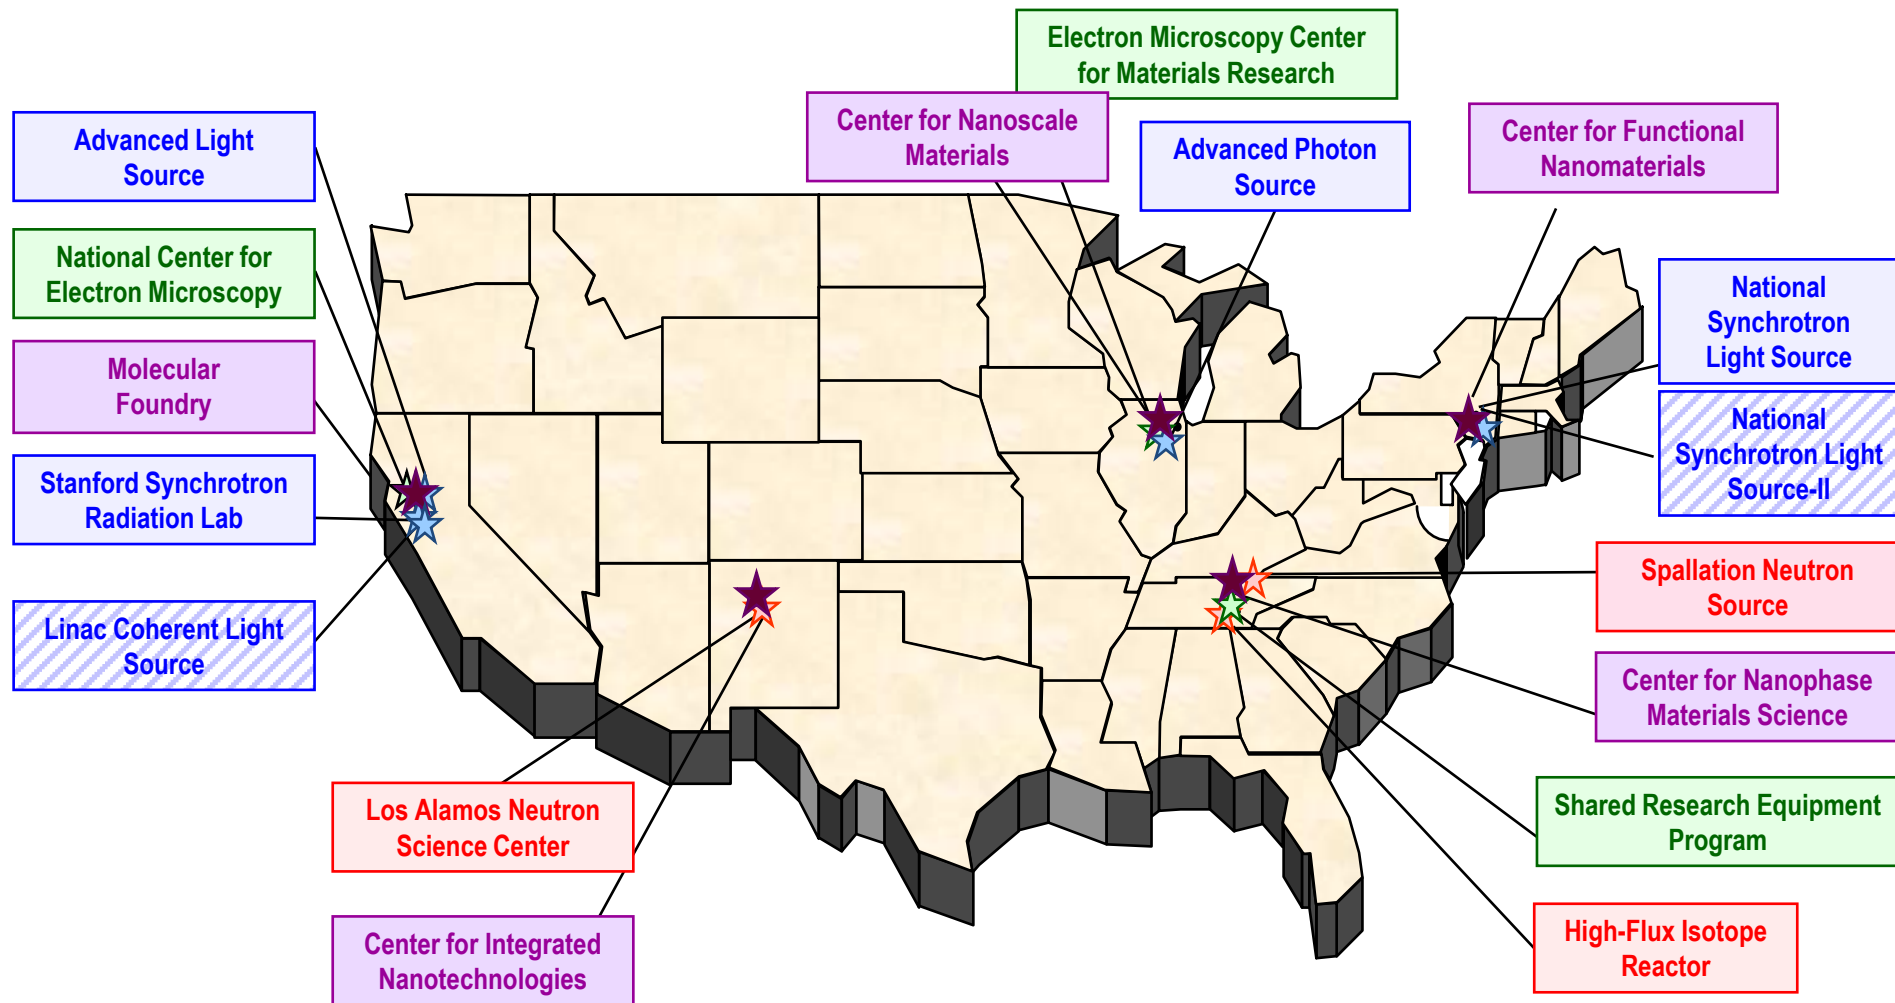 Electron Microscopy Center
for Materials Research
Center for Nanoscale
Materials
Advanced Photon
Source
Center for Functional
Nanomaterials
Advanced Light
Source
National Center for
Electron Microscopy
Molecular
Foundry
Stanford Synchrotron
Radiation Lab
Linac Coherent Light
Source
National
Synchrotron
Light Source
National
Synchrotron Light
Source-II
Spallation Neutron
Source
Center for Nanophase
Materials Science
Shared Research Equipment
Program
High-Flux Isotope
Reactor
Los Alamos Neutron
Science Center
Center for Integrated
Nanotechnologies